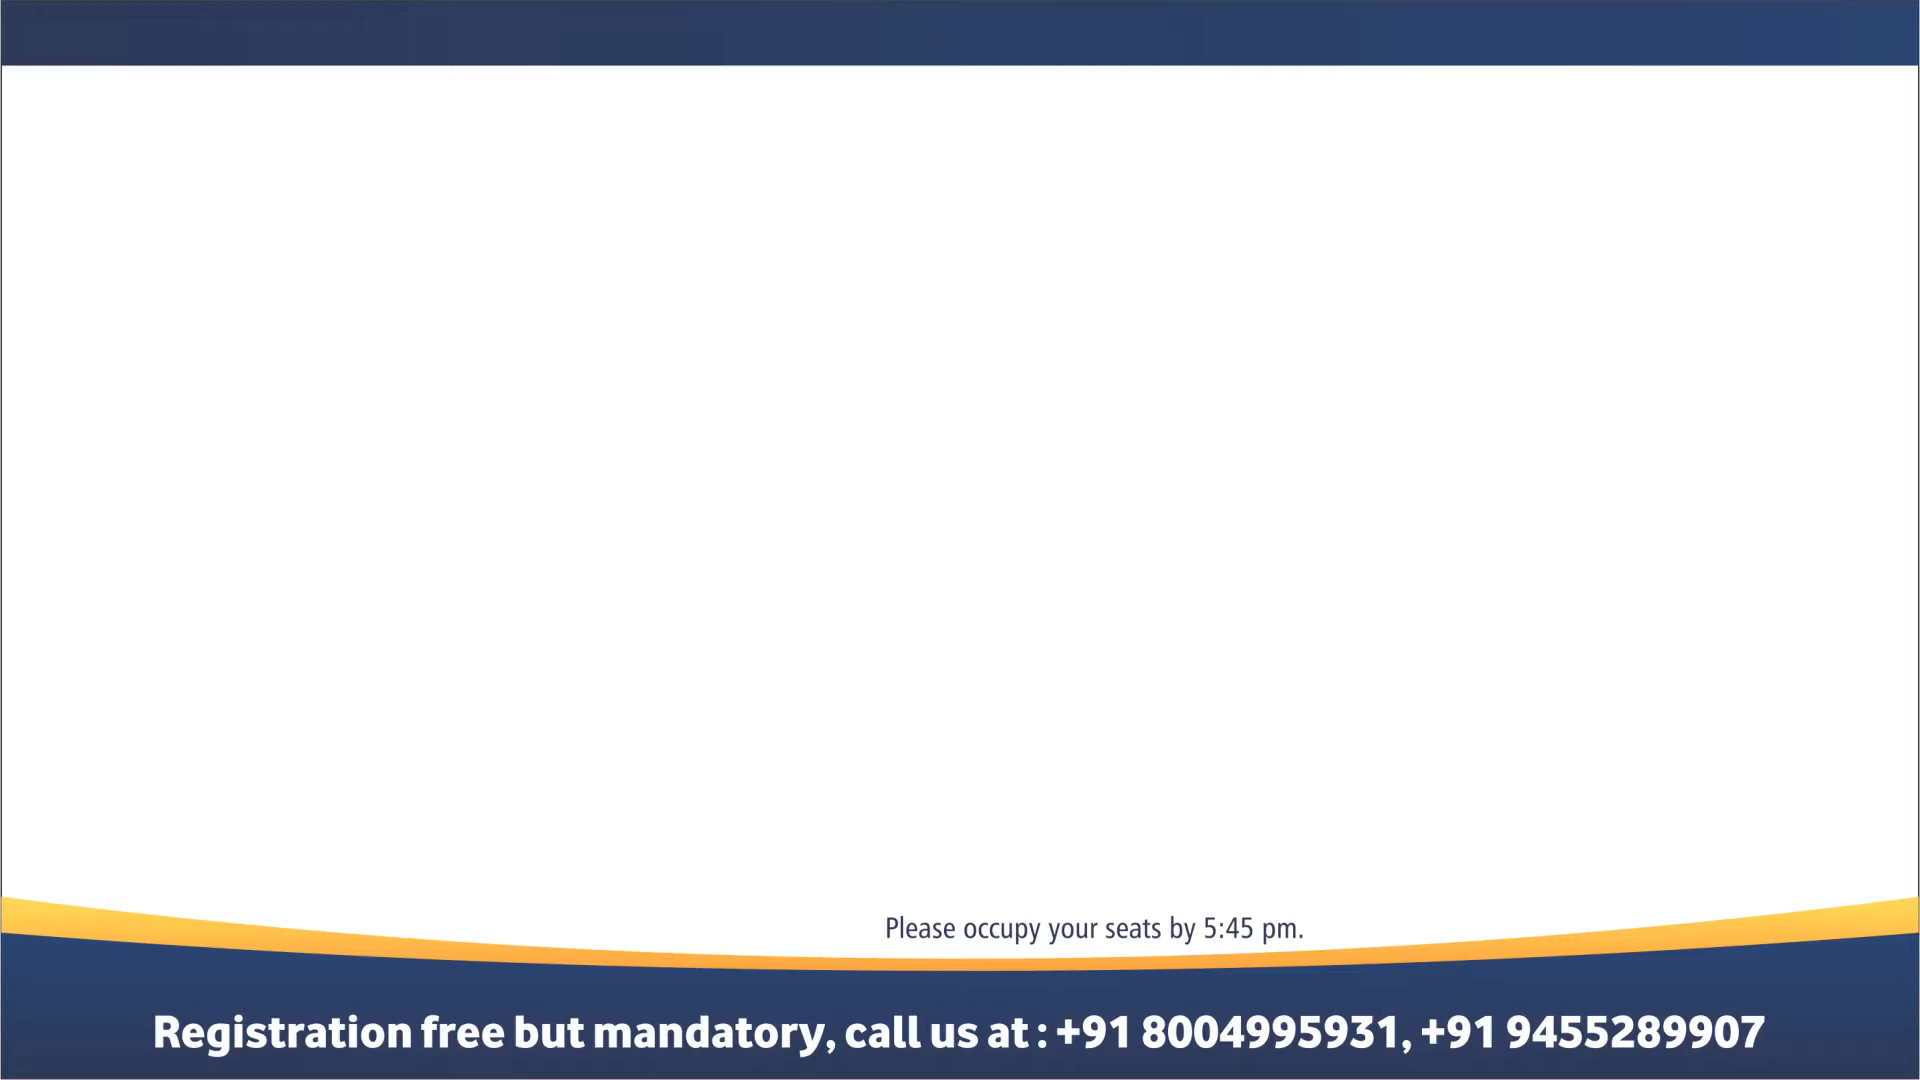 Please occupy your seats by 5:45 pm.
Registration free but mandatory, call us at : +91 8004995931, +91 9455289907